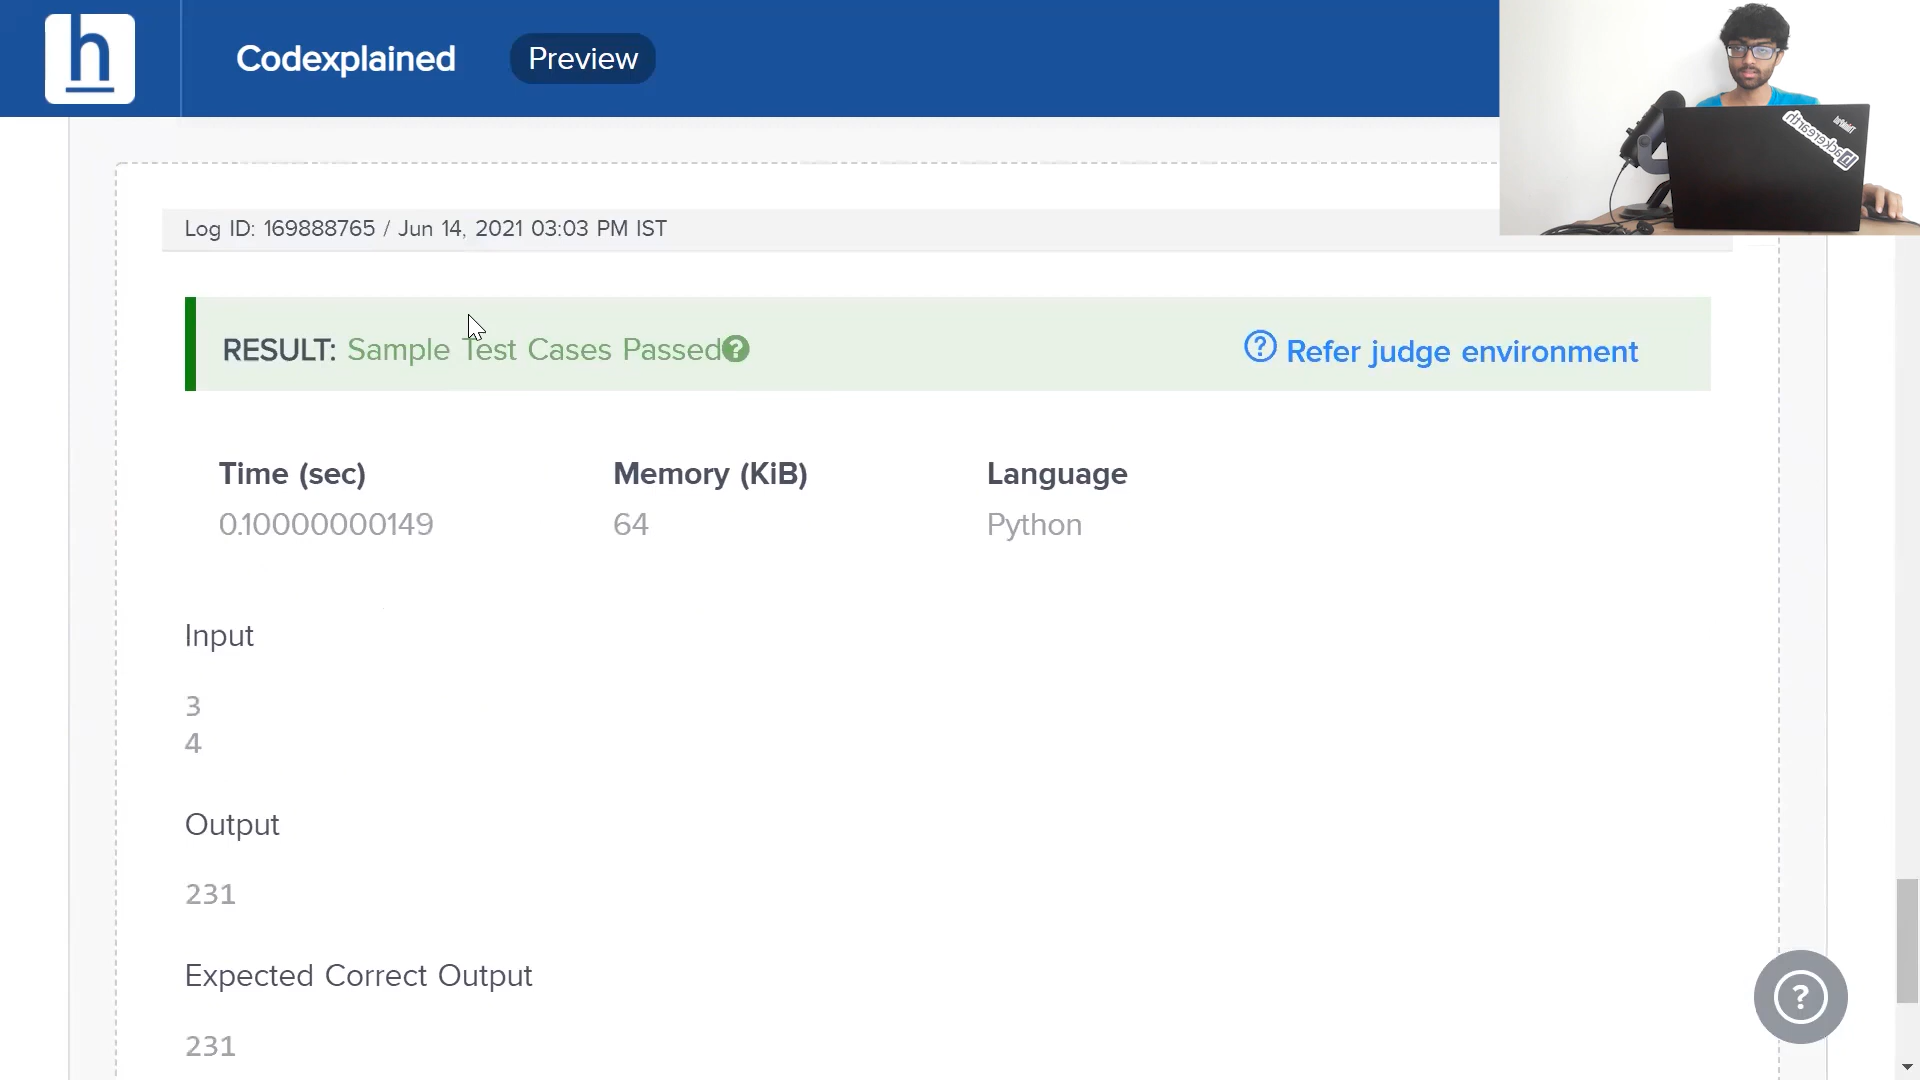 h
Codexplained
Preview
hackerearth
ThinkPad
Log ID: 169888765 / Jun 14, 2021 03:03 PM IST
RESULT: Sample Test Cases Passed?
? Refer judge environment
Time (sec)
Memory (KiB)
Language
0.10000000149
64
Python
Input
3
4
Output
231
Expected Correct Output
231
?